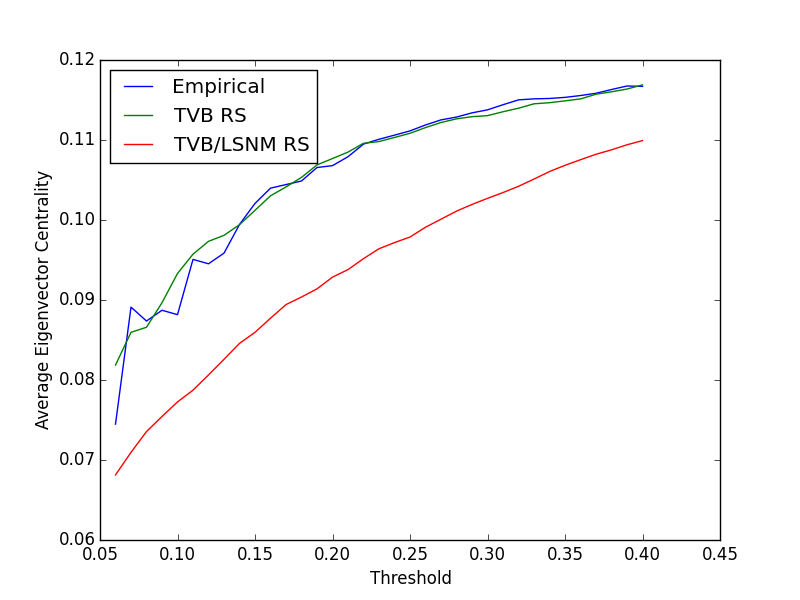 0.12
0.11
0.10
0.09
0.08
0.07
0.06
Average Eigenvector Centrality
Empirical
TVB RS
TVB/LSNM RS
0.05 0.10 0.15 0.20 0.25 0.30 0.35 0.40 0.45
Threshold